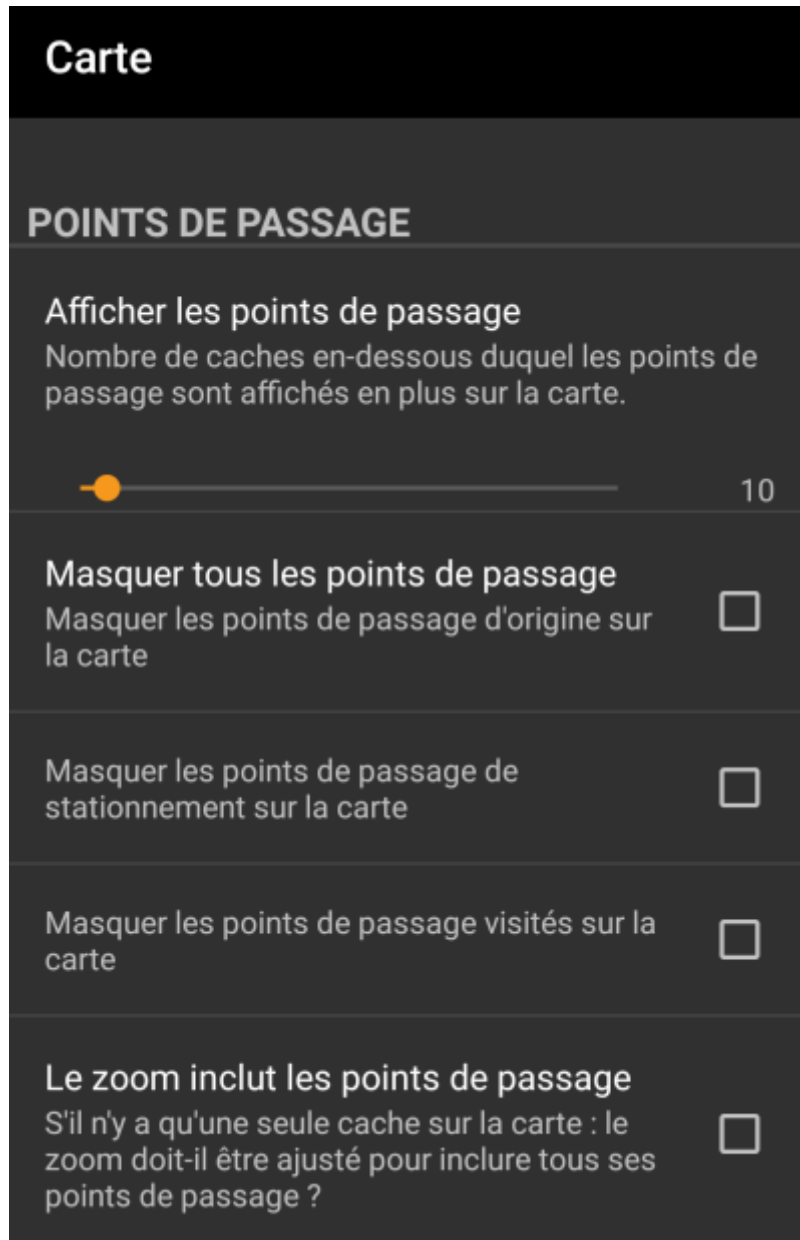 Carte
POINTS DE PASSAGE
Afficher les points de passage
Nombre de caches en-dessous duquel les points de
passage sont affichés en plus sur la carte.
10
Masquer tous les points de passage
Masquer les points de passage d'origine sur
la carte
Masquer les points de passage de
stationnement sur la carte
Masquer les points de passage visités sur la
carte
Le zoom inclut les points de passage
S'il n'y a qu'une seule cache sur la carte : le
zoom doit-il être ajusté pour inclure tous ses
points de passage ?